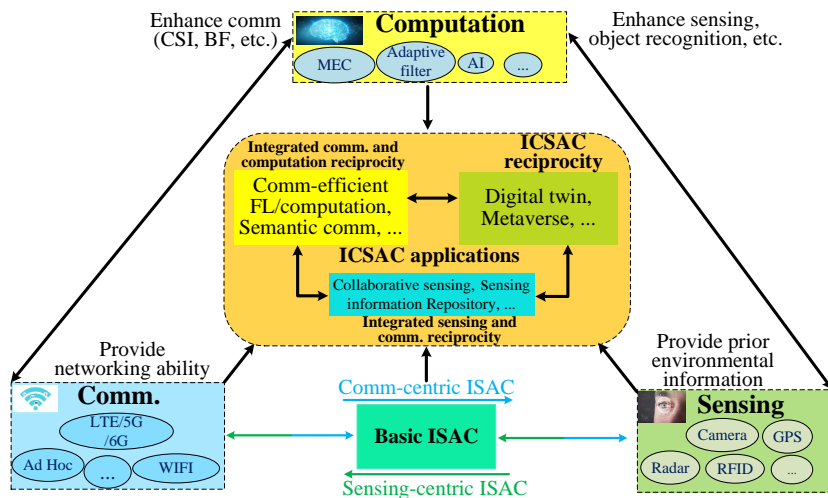 Enhance comm
(CSI, BF, etc.)
Computation
MEC
Adaptive
filter
AI
...
Enhance sensing,
object recognition, etc.
Integrated comm. and
computation reciprocity
ICSAC
reciprocity
Comm-efficient
FL/computation,
Semantic comm, ...
Digital twin,
Metaverse, ...
ICSAC applications
Collaborative sensing, Sensing
information Repository, ...
Integrated sensing and
comm. reciprocity
Provide
networking ability
Provide prior
environmental
information
Comm.
LTE/5G
/6G
Ad Hoc
...
WIFI
Comm-centric ISAC
Basic ISAC
Sensing-centric ISAC
Sensing
Camera
GPS
Radar
RFID
...